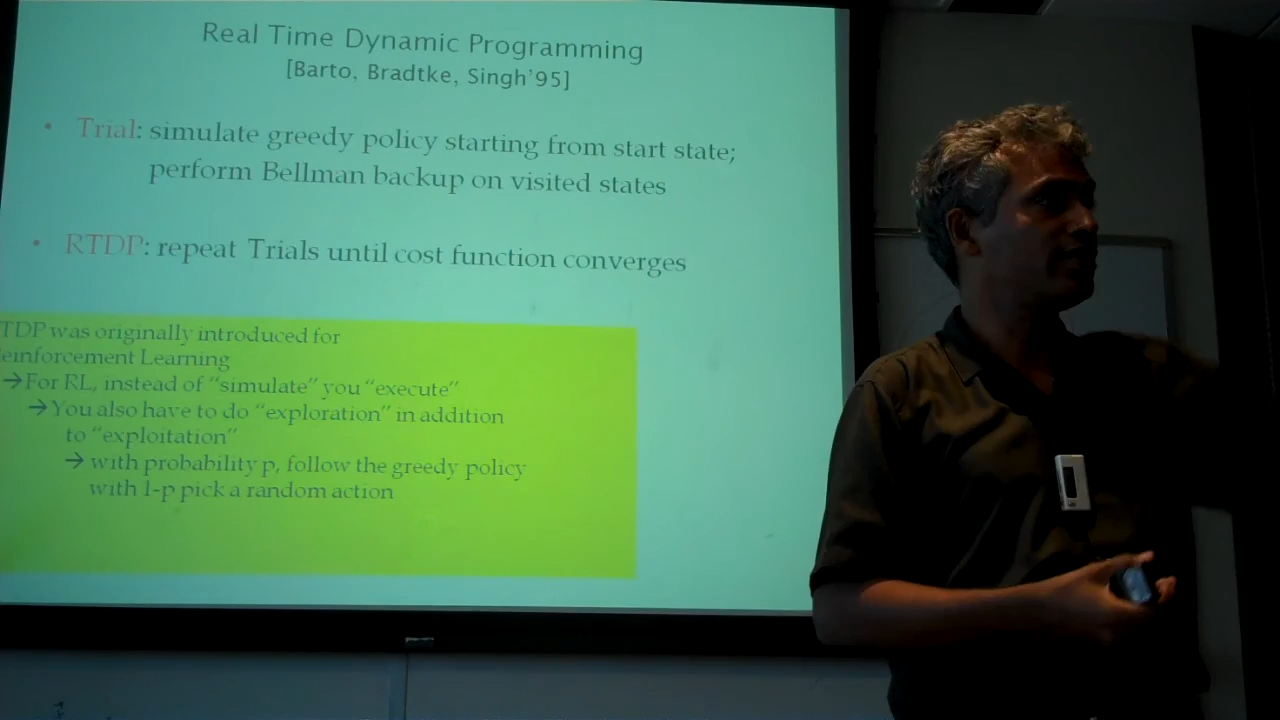 Real Time Dynamic Programming
[Barto, Bradtke, Singh'95]
• Trial: simulate greedy policy starting from start state;
perform Bellman backup on visited states
• RTDP: repeat Trials until cost function converges
TDP was originally introduced for
einforcement Learning
→For RL, instead of "simulate" you "execute"
→You also have to do "exploration" in addition
to "exploitation"
→ with probability p, follow the greedy policy
with 1-p pick a random action